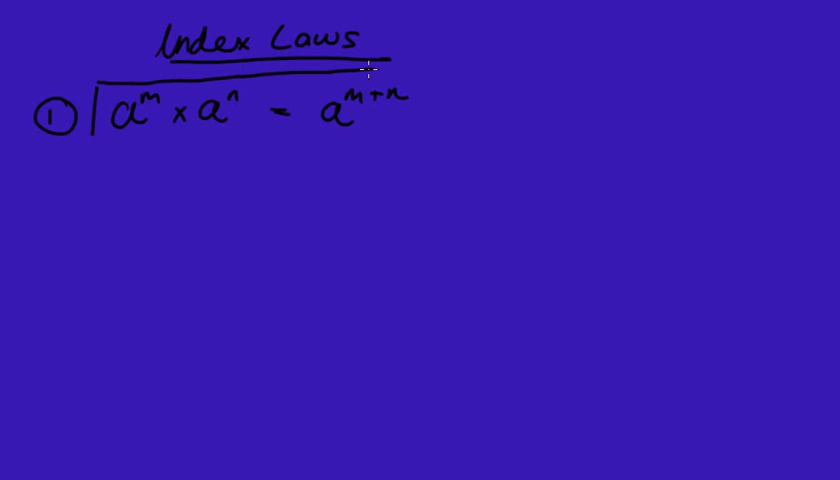 Index Laws
① a^m × a^n = a^{m+n}